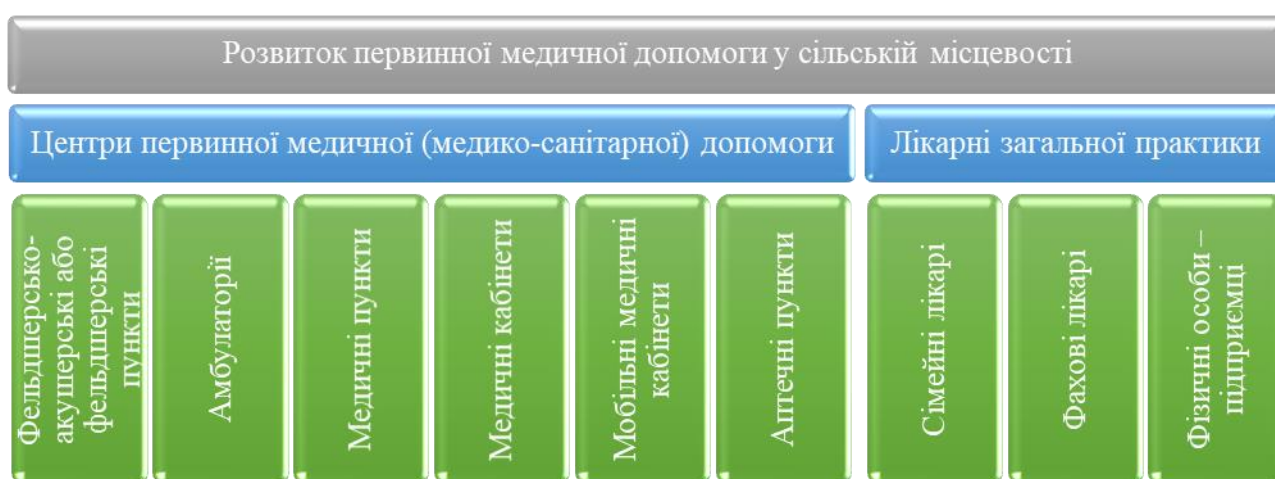 Розвиток первинної медичної допомоги у сільській місцевості
Центри первинної медичної (медико-санітарної) допомоги
Лікарні загальної практики
Фельдшерсько-
акушерські або
фельдшерські
пункти
Амбулаторії
Медичні пункти
Медичні кабінети
Мобільні медичні
кабінети
Аптечні пункти
Сімейні лікарі
Фахові лікарі
Фізичні особи –
підприємці